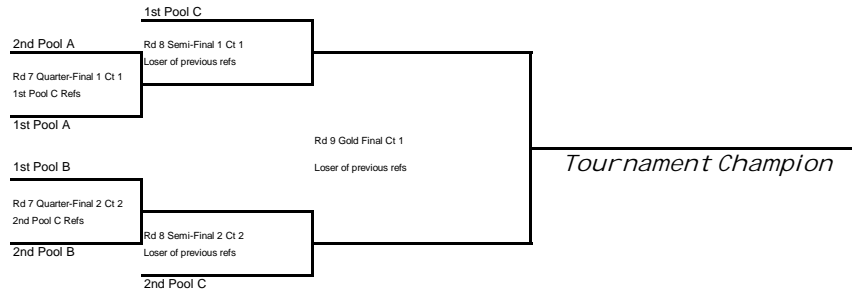 1st Pool C
2nd Pool A
Rd 8 Semi-Final 1 Ct 1
Loser of previous refs
Rd 7 Quarter-Final 1 Ct 1
1st Pool C Refs
1st Pool A
Rd 9 Gold Final Ct 1
Loser of previous refs
Tournament Champion
1st Pool B
Rd 7 Quarter-Final 2 Ct 2
2nd Pool C Refs
Rd 8 Semi-Final 2 Ct 2
Loser of previous refs
2nd Pool B
2nd Pool C